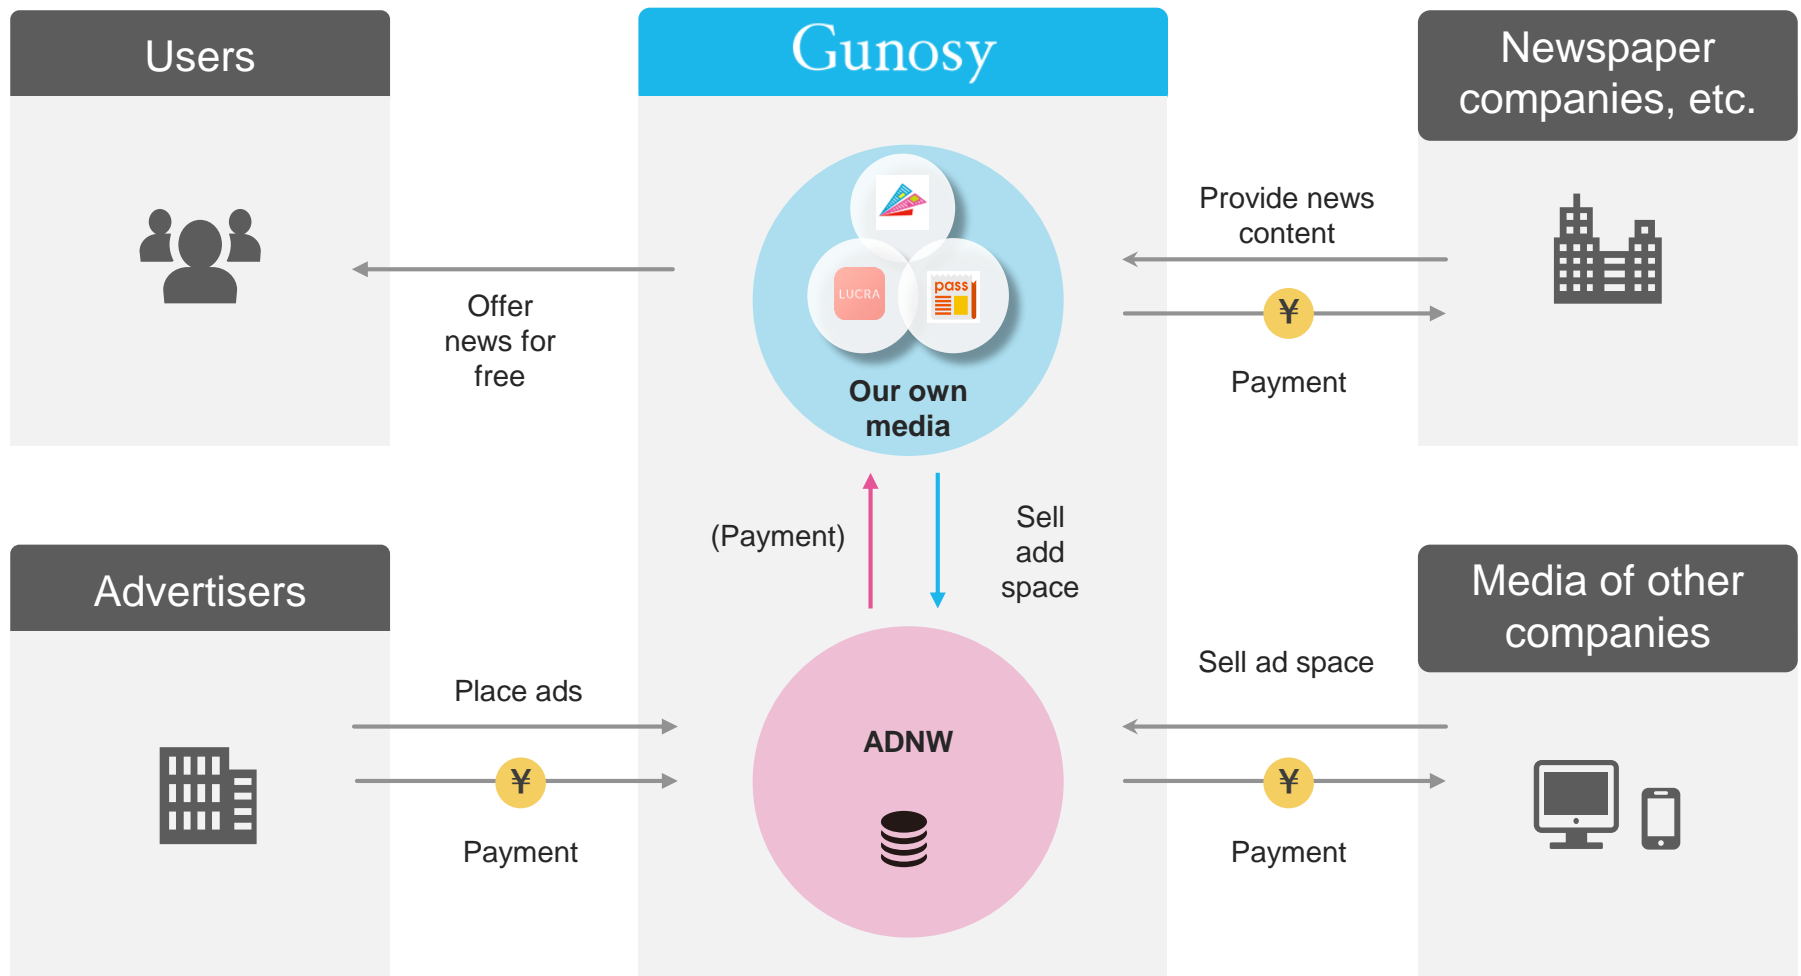 Users
Gunosy
Newspaper
companies, etc.
Provide news
content
LUCRA
pass
Offer
news for
free
¥
Payment
Our own
media
(Payment)
Sell
add
space
Advertisers
Media of other
companies
Place ads
Sell ad space
ADNW
¥
¥
Payment
Payment